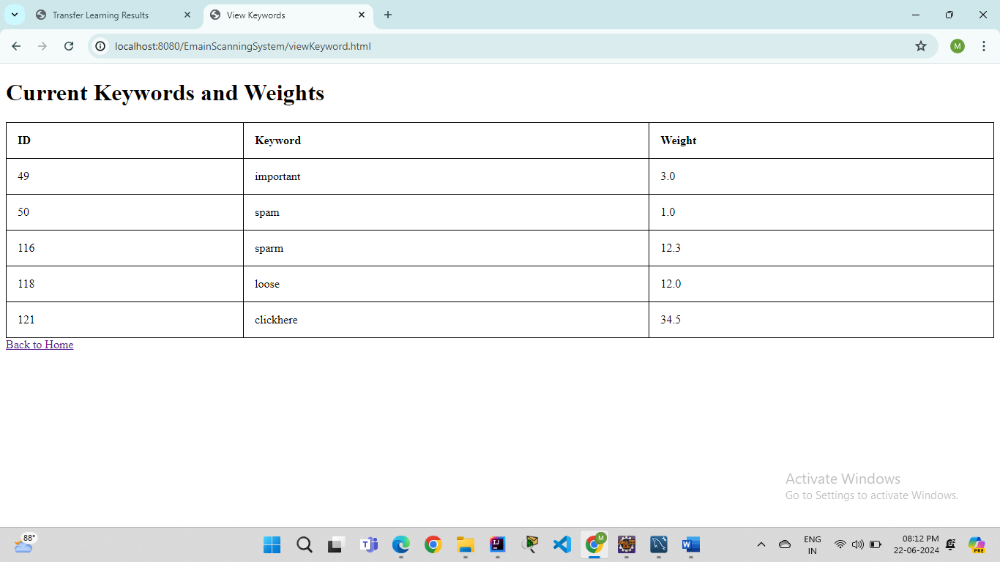 Transfer Learning Results
View Keywords
localhost:8080/EmainScanningSystem/viewKeyword.html
M
Current Keywords and Weights
ID Keyword Weight
49 important 3.0
50 spam 1.0
116 sparm 12.3
118 loose 12.0
121 clickhere 34.5
Back to Home
Activate Windows
Go to Settings to activate Windows.
88°
M
W
ENG
IN
08:12 PM
22-06-2024
PRE